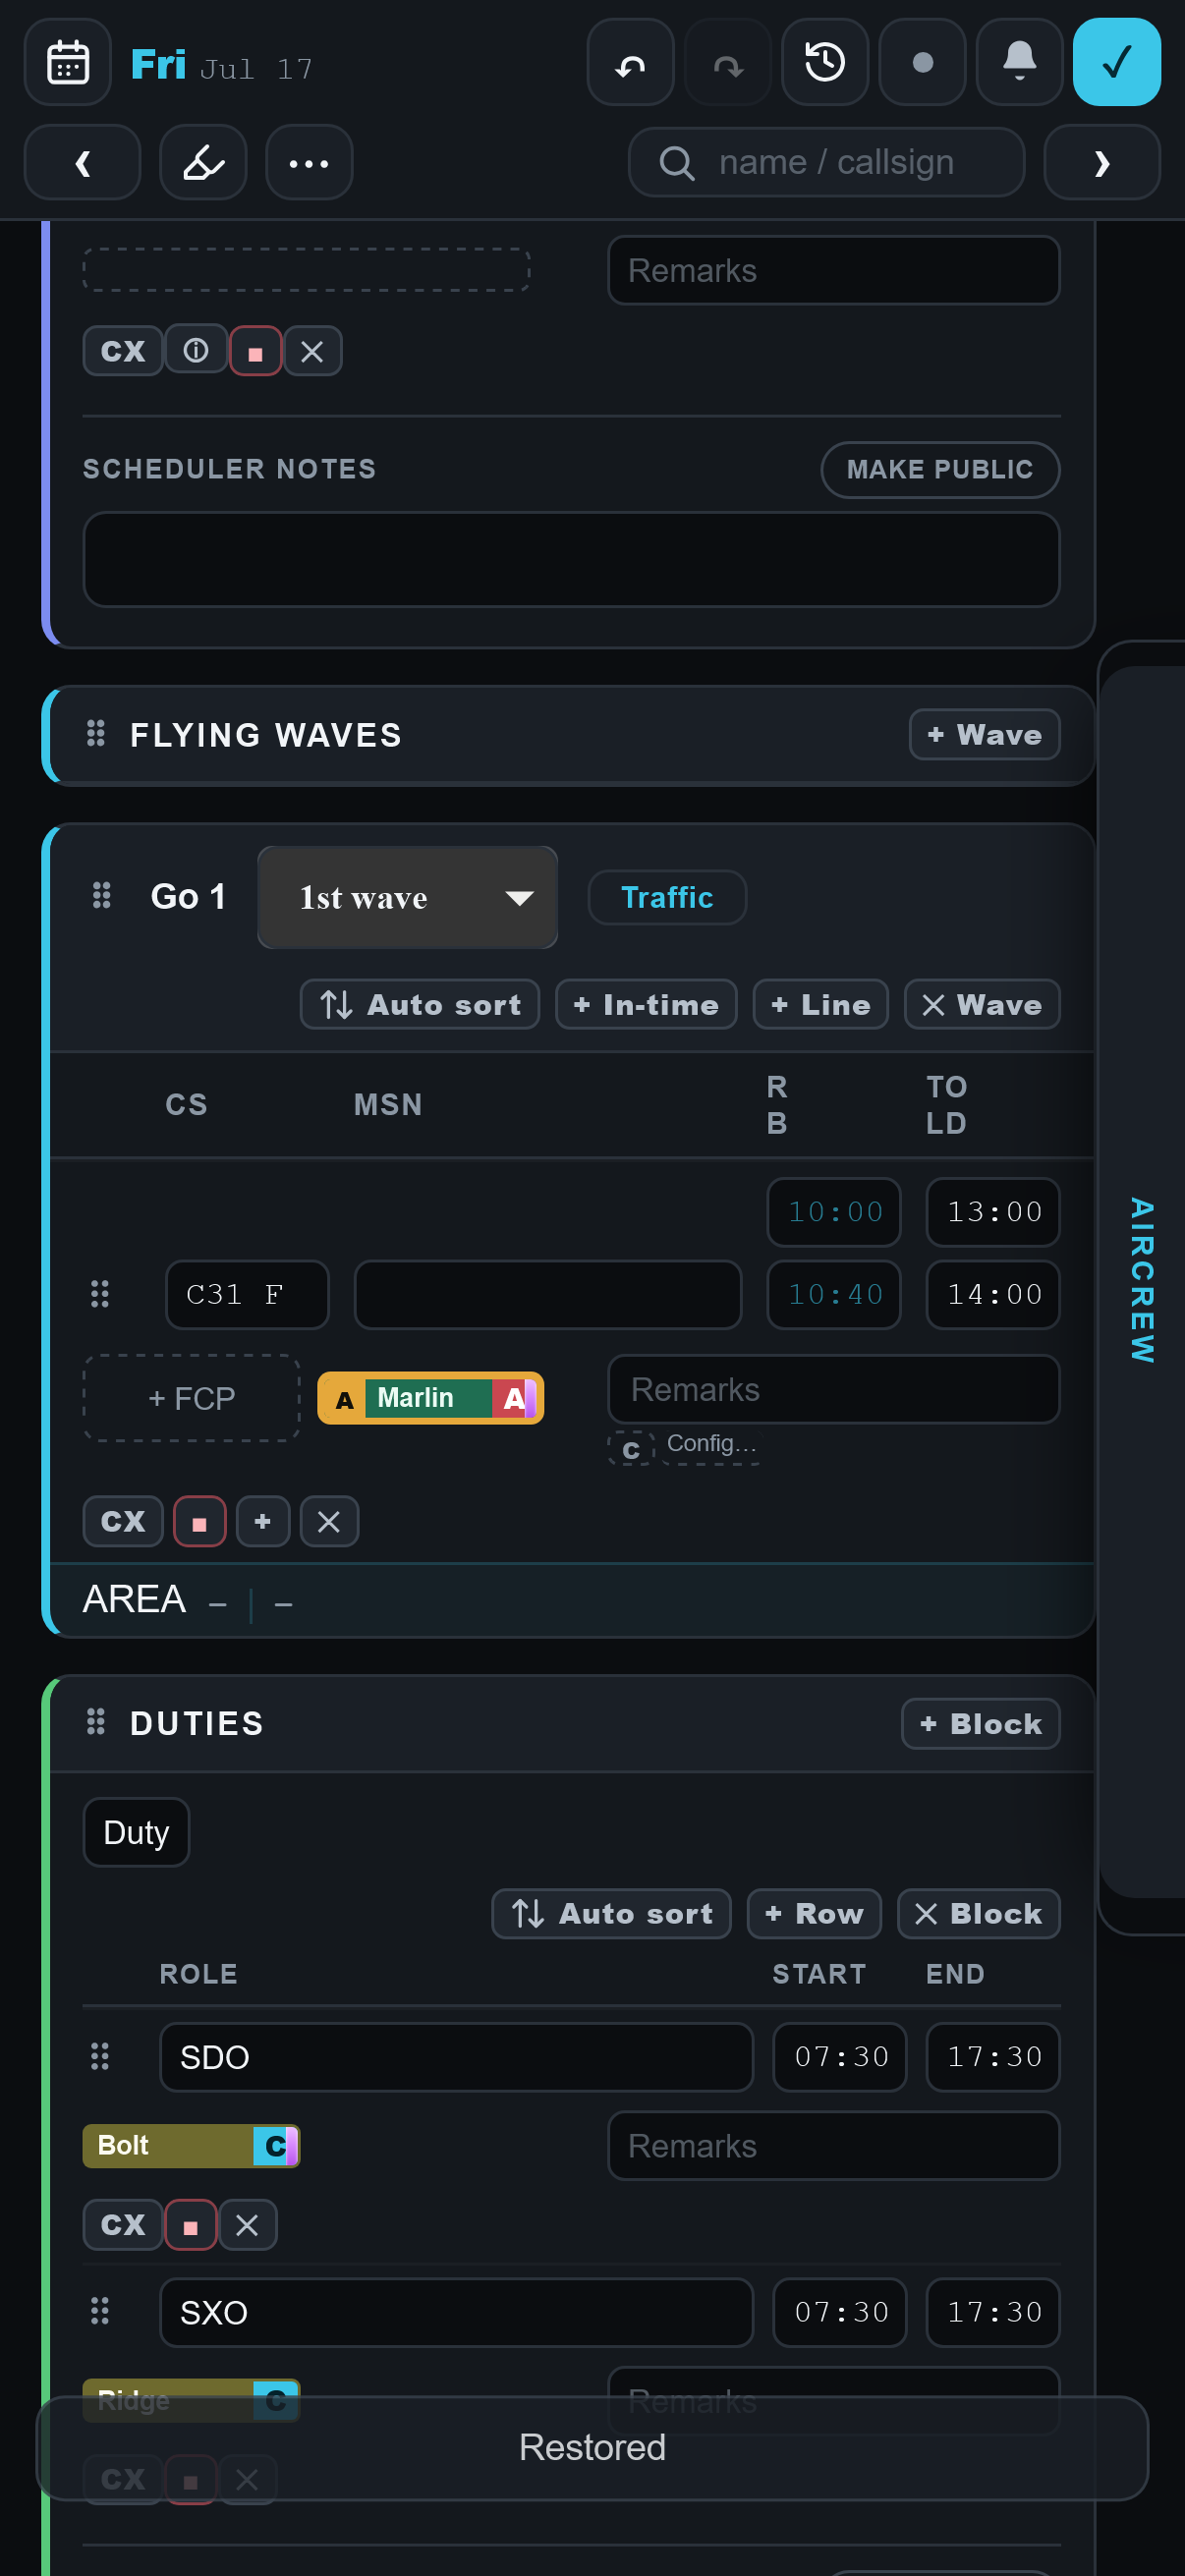 Fri Jul 17
name / callsign
Remarks
CX
SCHEDULER NOTES MAKE PUBLIC
FLYING WAVES + Wave
Go 1 1st wave Traffic
Auto sort + In-time + Line × Wave
CS MSN R TO
B LD
10:00 13:00
C31 F 10:40 14:00
+ FCP A Marlin A Remarks
C Config...
CX +
AREA – | –
AIRCREW
DUTIES + Block
Duty
Auto sort + Row × Block
ROLE START END
SDO 07:30 17:30
Bolt C Remarks
CX
SXO 07:30 17:30
Ridge C Remarks
Restored
CX